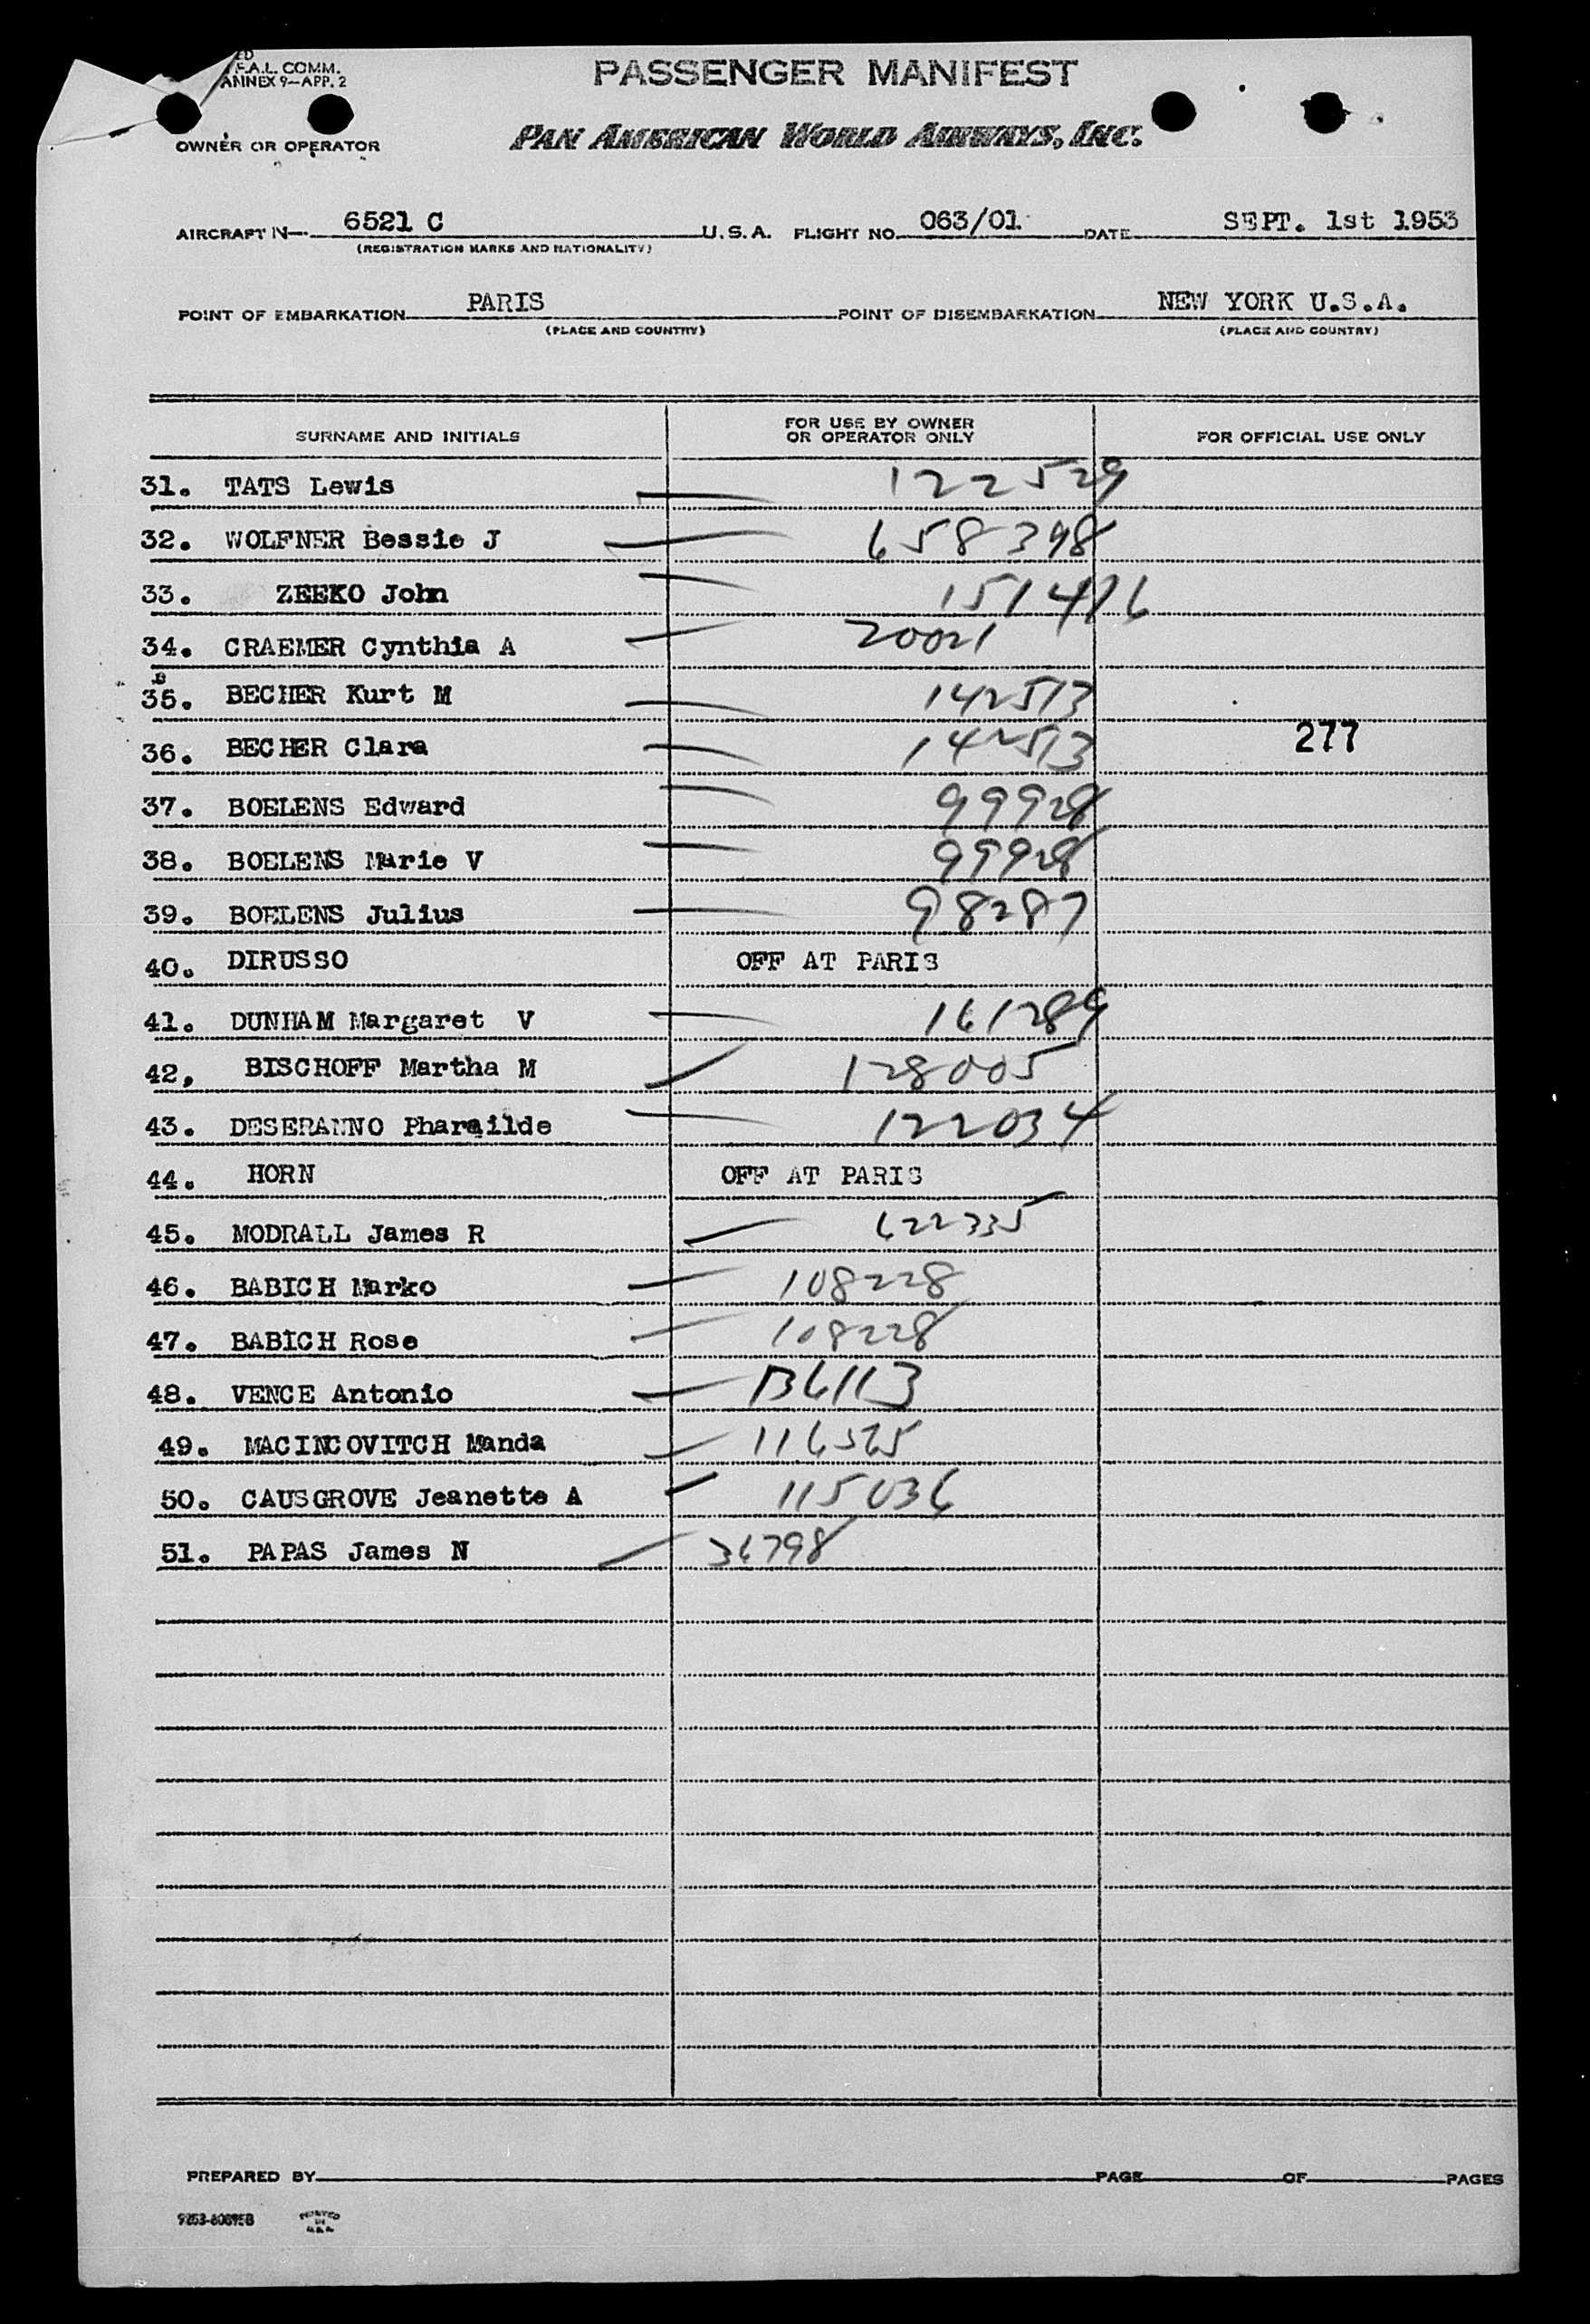 ED
F.A.L. COMM.
ANNEX 9—APP. 2
PASSENGER MANIFEST
OWNER OR OPERATOR
PAN AMERICAN WORLD AIRWAYS, INC.
AIRCRAFT N— 6521 C U.S.A. FLIGHT NO. 063/01 DATE SEPT. 1st 1953
(REGISTRATION MARKS AND NATIONALITY)
POINT OF EMBARKATION PARIS POINT OF DISEMBARKATION NEW YORK U.S.A.
(PLACE AND COUNTRY) (PLACE AND COUNTRY)
SURNAME AND INITIALS FOR USE BY OWNER OR OPERATOR ONLY FOR OFFICIAL USE ONLY
31. TATS Lewis 122529
32. WOLFNER Bessie J 658398
33. ZEEKO John 151416
34. CRAEMER Cynthia A 20021
35. BECHER Kurt M 142513
36. BECHER Clara 142513 277
37. BOELENS Edward 99928
38. BOELENS Marie V 99928
39. BOELENS Julius 98287
40. DIRUSSO OFF AT PARIS
41. DUNHAM Margaret V 161289
42, BISCHOFF Martha M 128005
43. DESERANNO Pharailde 122034
44. HORN OFF AT PARIS
45. MODRALL James R 622335
46. BABICH Marko 108228
47. BABICH Rose 108228
48. VENCE Antonio
49. MACINCOVITCH Manda
50. CAUSGROVE Jeanette A 115036
51. PAPAS James N 36798
PREPARED BY PAGE OF PAGES
PRINTED
IN
U.S.A.